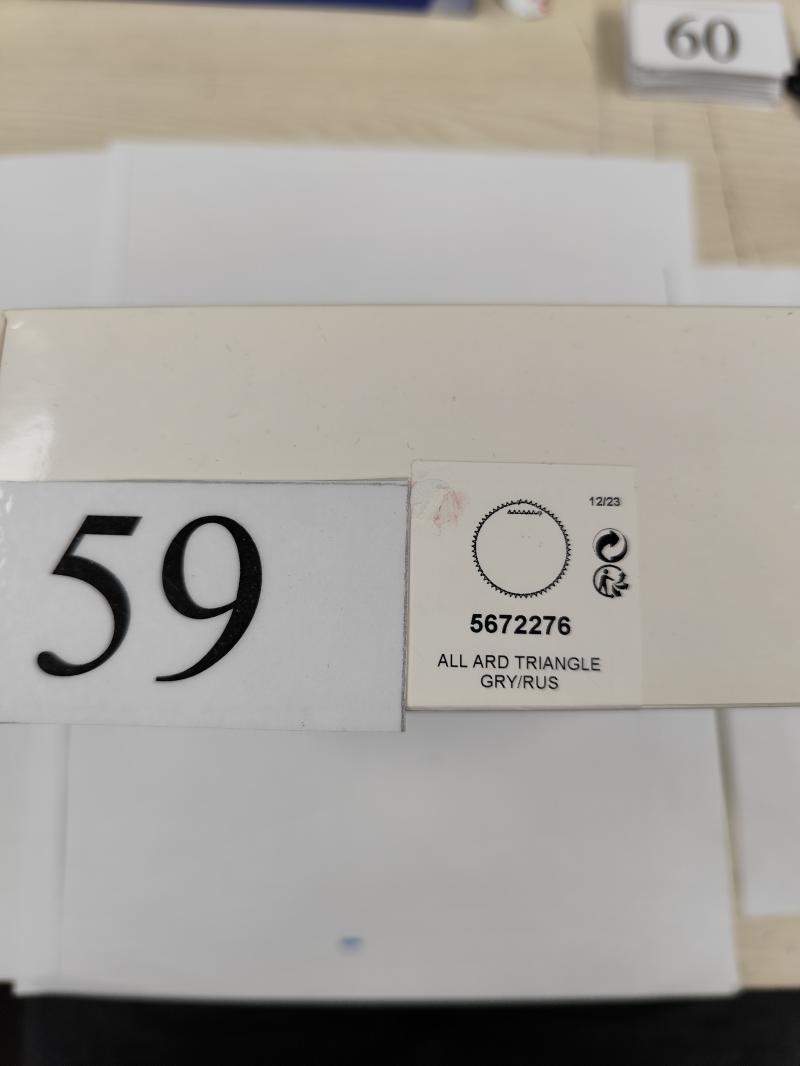 60
59
12/23
5672276
ALL ARD TRIANGLE
GRY/RUS